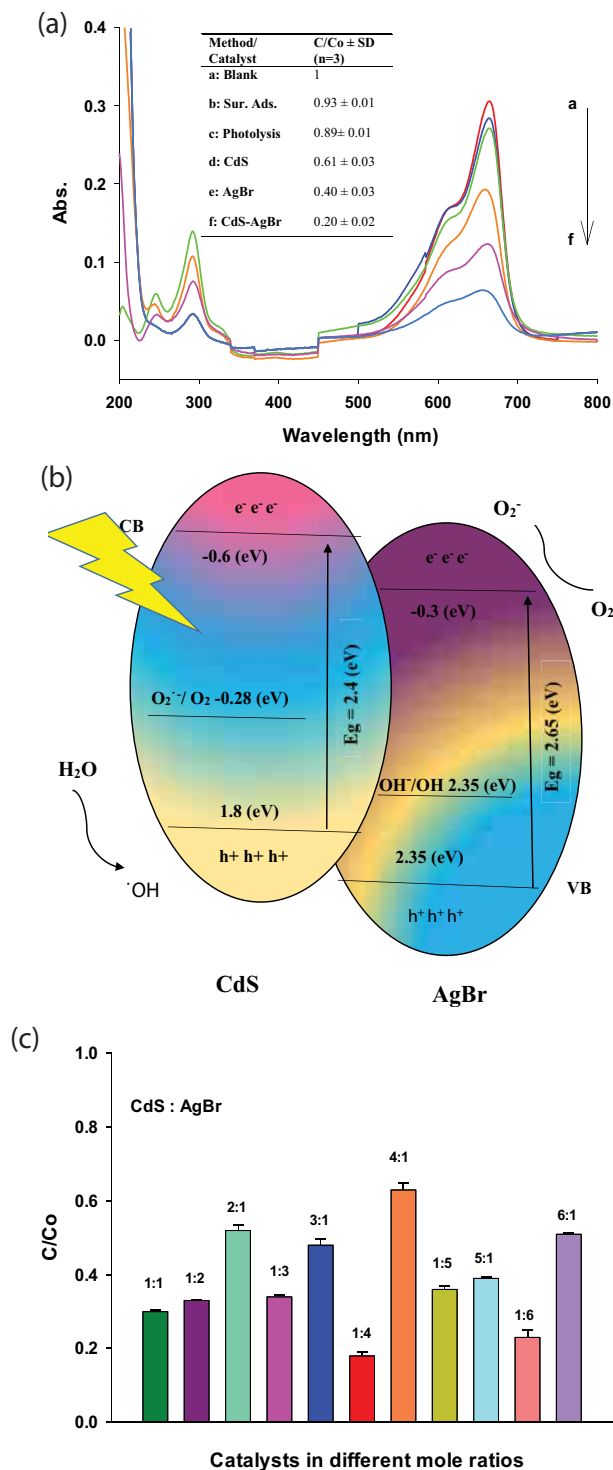 (a)
0.4
0.3
0.2
0.1
0.0
Abs.
Method/ Catalyst C/Co ± SD (n=3)
a: Blank 1
b: Sur. Ads. 0.93 ± 0.01
c: Photolysis 0.89± 0.01
d: CdS 0.61 ± 0.03
e: AgBr 0.40 ± 0.03
f: CdS-AgBr 0.20 ± 0.02
a
f
200 300 400 500 600 700 800
Wavelength (nm)
(b)
CB
e⁻ e⁻ e⁻
-0.6 (eV)
Eg = 2.4 (eV)
O₂˙⁻/ O₂ -0.28 (eV)
1.8 (eV)
h+ h+ h+
H₂O
˙OH
CdS
O₂⁻
O₂
e⁻ e⁻ e⁻
-0.3 (eV)
Eg = 2.65 (eV)
OH⁻/OH 2.35 (eV)
2.35 (eV)
h⁺ h⁺ h⁺
VB
AgBr
(c)
1.0
0.8
0.6
0.4
0.2
0.0
C/Co
CdS : AgBr
1:1 1:2 2:1 1:3 3:1 1:4 4:1 1:5 5:1 1:6 6:1
Catalysts in different mole ratios